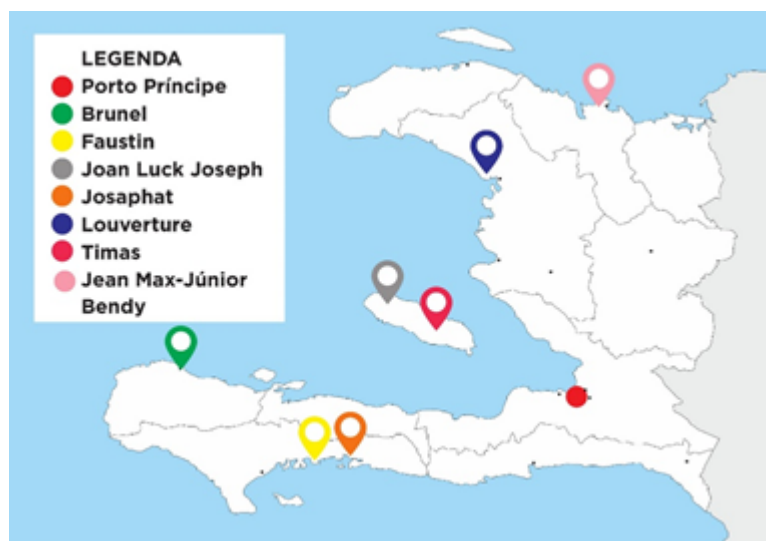 LEGENDA
Porto Príncipe
Brunel
Faustin
Joan Luck Joseph
Josaphat
Louverture
Timas
Jean Max-Júnior
Bendy